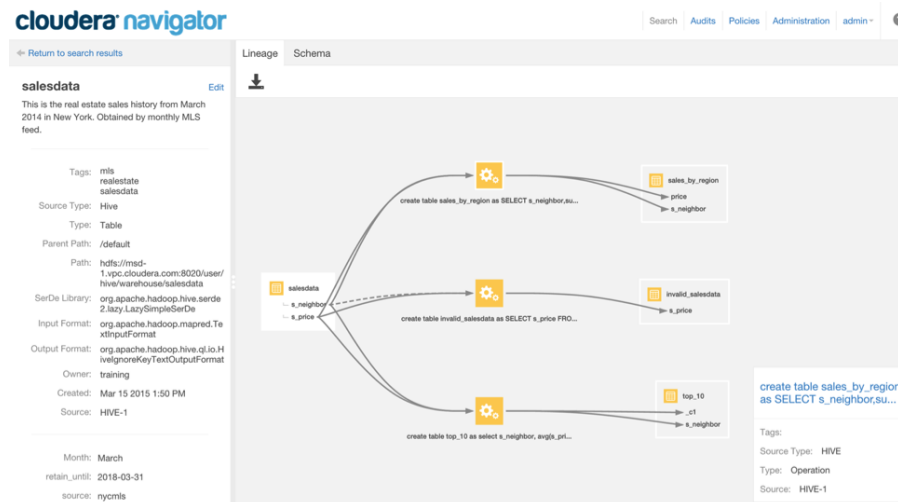 cloudera navigator
Search Audits Policies Administration admin
Return to search results
Lineage Schema
salesdata Edit
This is the real estate sales history from March
2014 in New York. Obtained by monthly MLS
feed.
Tags: mls
realestate
salesdata
Source Type: Hive
Type: Table
Parent Path: /default
Path: hdfs://msd-
1.vpc.cloudera.com:8020/user/
hive/warehouse/salesdata
SerDe Library: org.apache.hadoop.hive.serde
2.lazy.LazySimpleSerDe
Input Format: org.apache.hadoop.mapred.Te
xtInputFormat
Output Format: org.apache.hadoop.hive.ql.io.H
iveIgnoreKeyTextOutputFormat
Owner: training
Created: Mar 15 2015 1:50 PM
Source: HIVE-1
Month: March
retain_until: 2018-03-31
source: nycmls
salesdata
s_neighbor
s_price
create table sales_by_region as SELECT s_neighbor,su...
sales_by_region
price
s_neighbor
create table invalid_salesdata as SELECT s_price FRO...
invalid_salesdata
s_price
create table top_10 as select s_neighbor, avg(s_pri...
top_10
_c1
s_neighbor
create table sales_by_region
as SELECT s_neighbor,su...
Tags:
Source Type: HIVE
Type: Operation
Source: HIVE-1